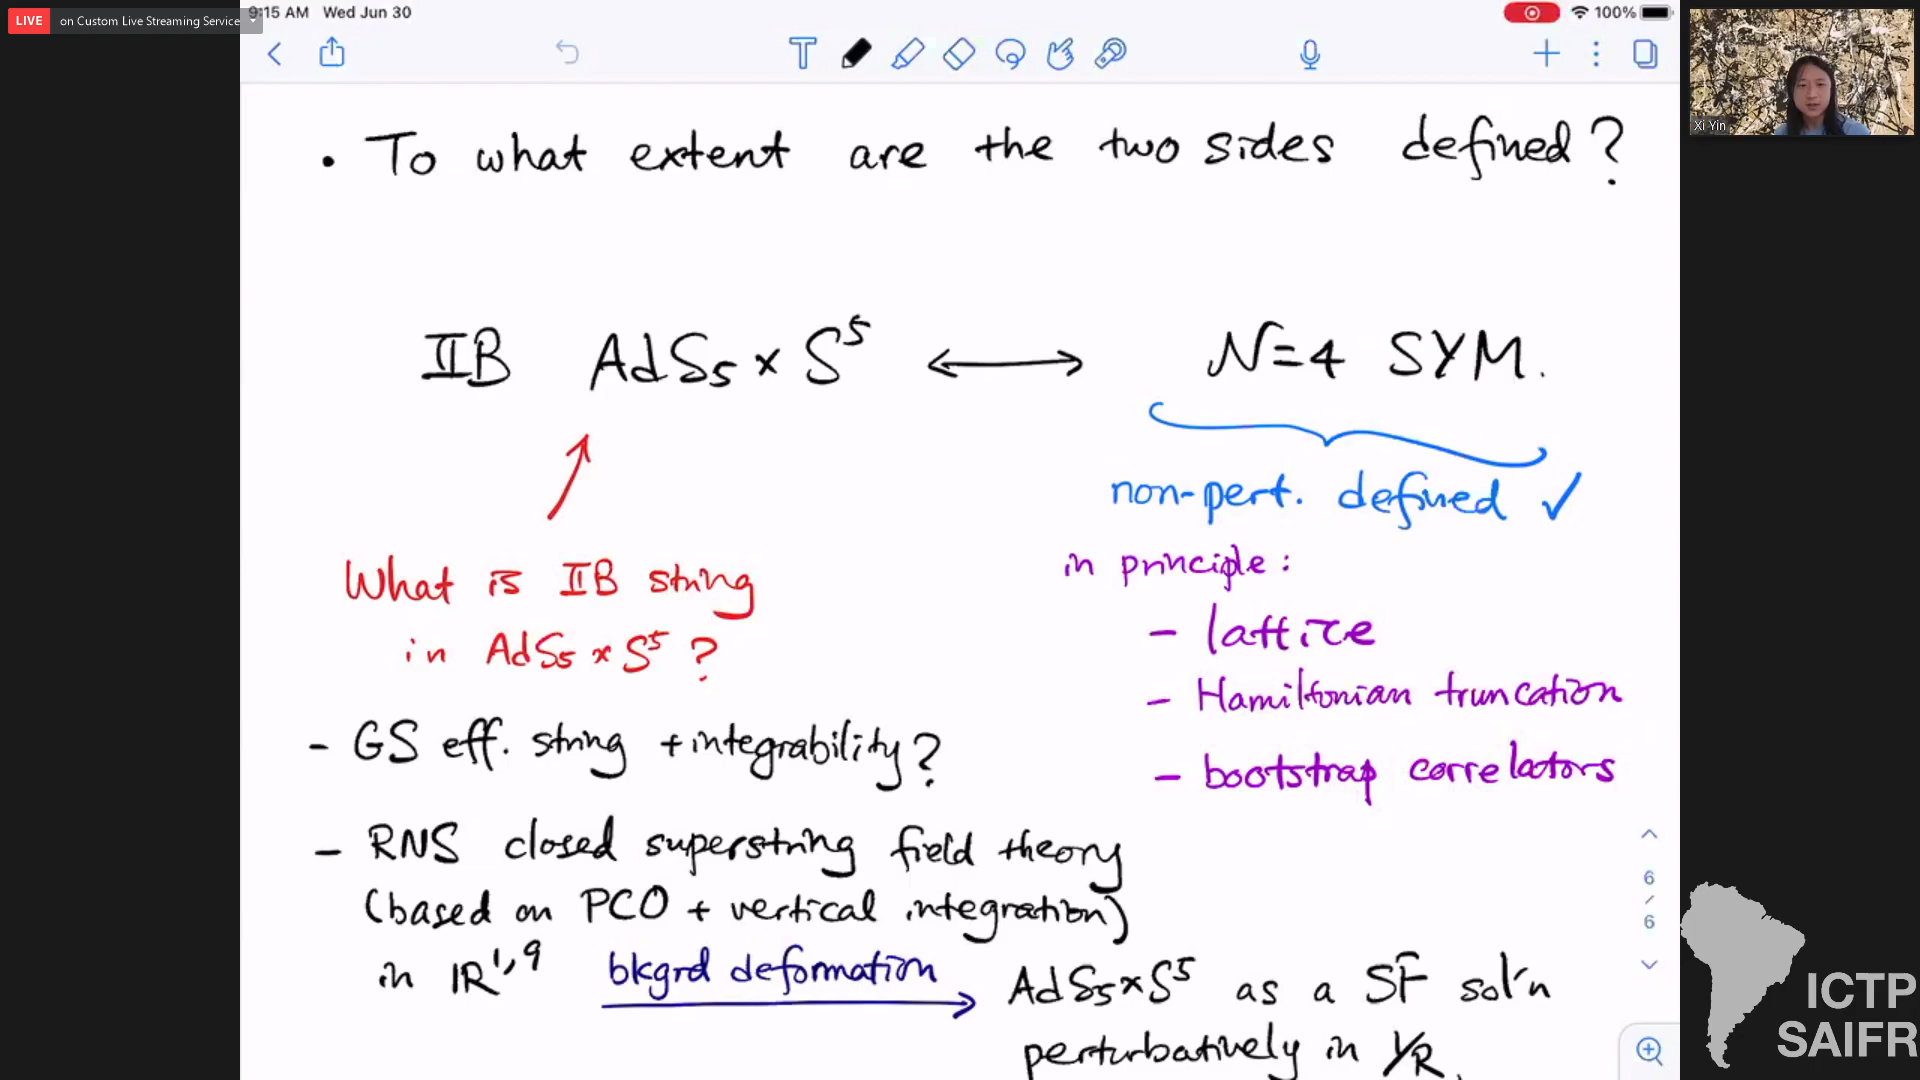 LIVE on Custom Live Streaming Service
9:15 AM Wed Jun 30
100%
Xi Yin
• To what extent are the two sides defined?
IIB AdS₅ × S⁵ ⟷ N=4 SYM.
non-pert. defined ✓
in principle:
- lattice
- Hamiltonian truncation
- bootstrap correlators
What is IIB string
in AdS₅ × S⁵ ?
- GS eff. string + integrability?
- RNS closed superstring field theory
(based on PCO + vertical integration)
in ℝ¹,⁹ bkgrd deformation → AdS₅×S⁵ as a SF sol'n
perturbatively in 1/R.
6
/
6
ICTP
SAIFR